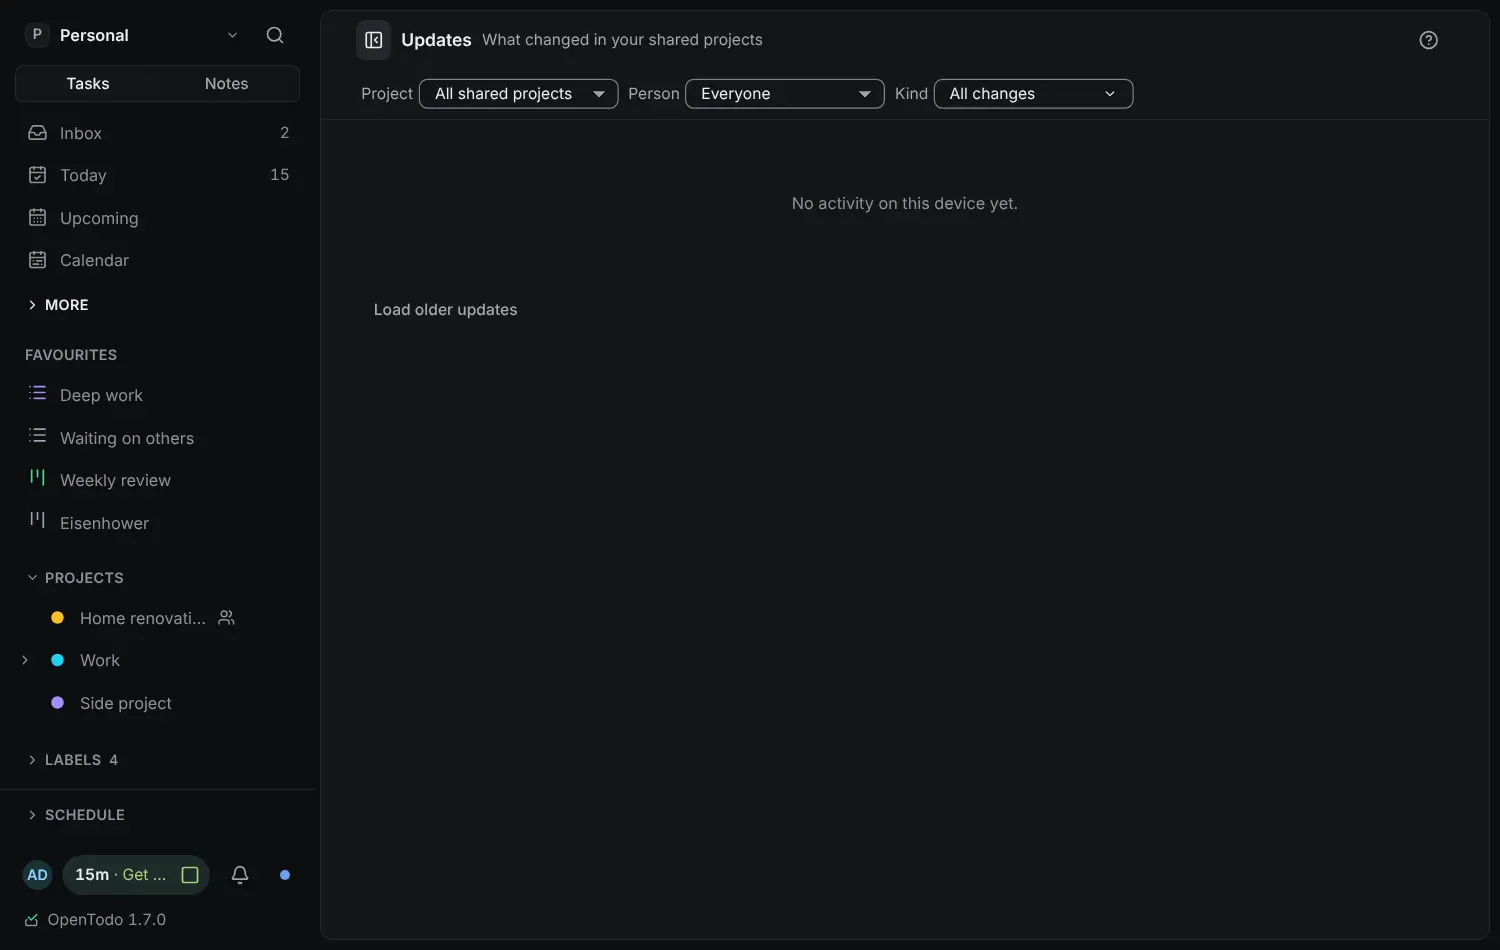 P Personal
Tasks Notes
Inbox 2
Today 15
Upcoming
Calendar
MORE
FAVOURITES
Deep work
Waiting on others
Weekly review
Eisenhower
PROJECTS
Home renovati...
Work
Side project
LABELS 4
SCHEDULE
AD 15m · Get ...
OpenTodo 1.7.0
Updates What changed in your shared projects
Project All shared projects Person Everyone Kind All changes
No activity on this device yet.
Load older updates